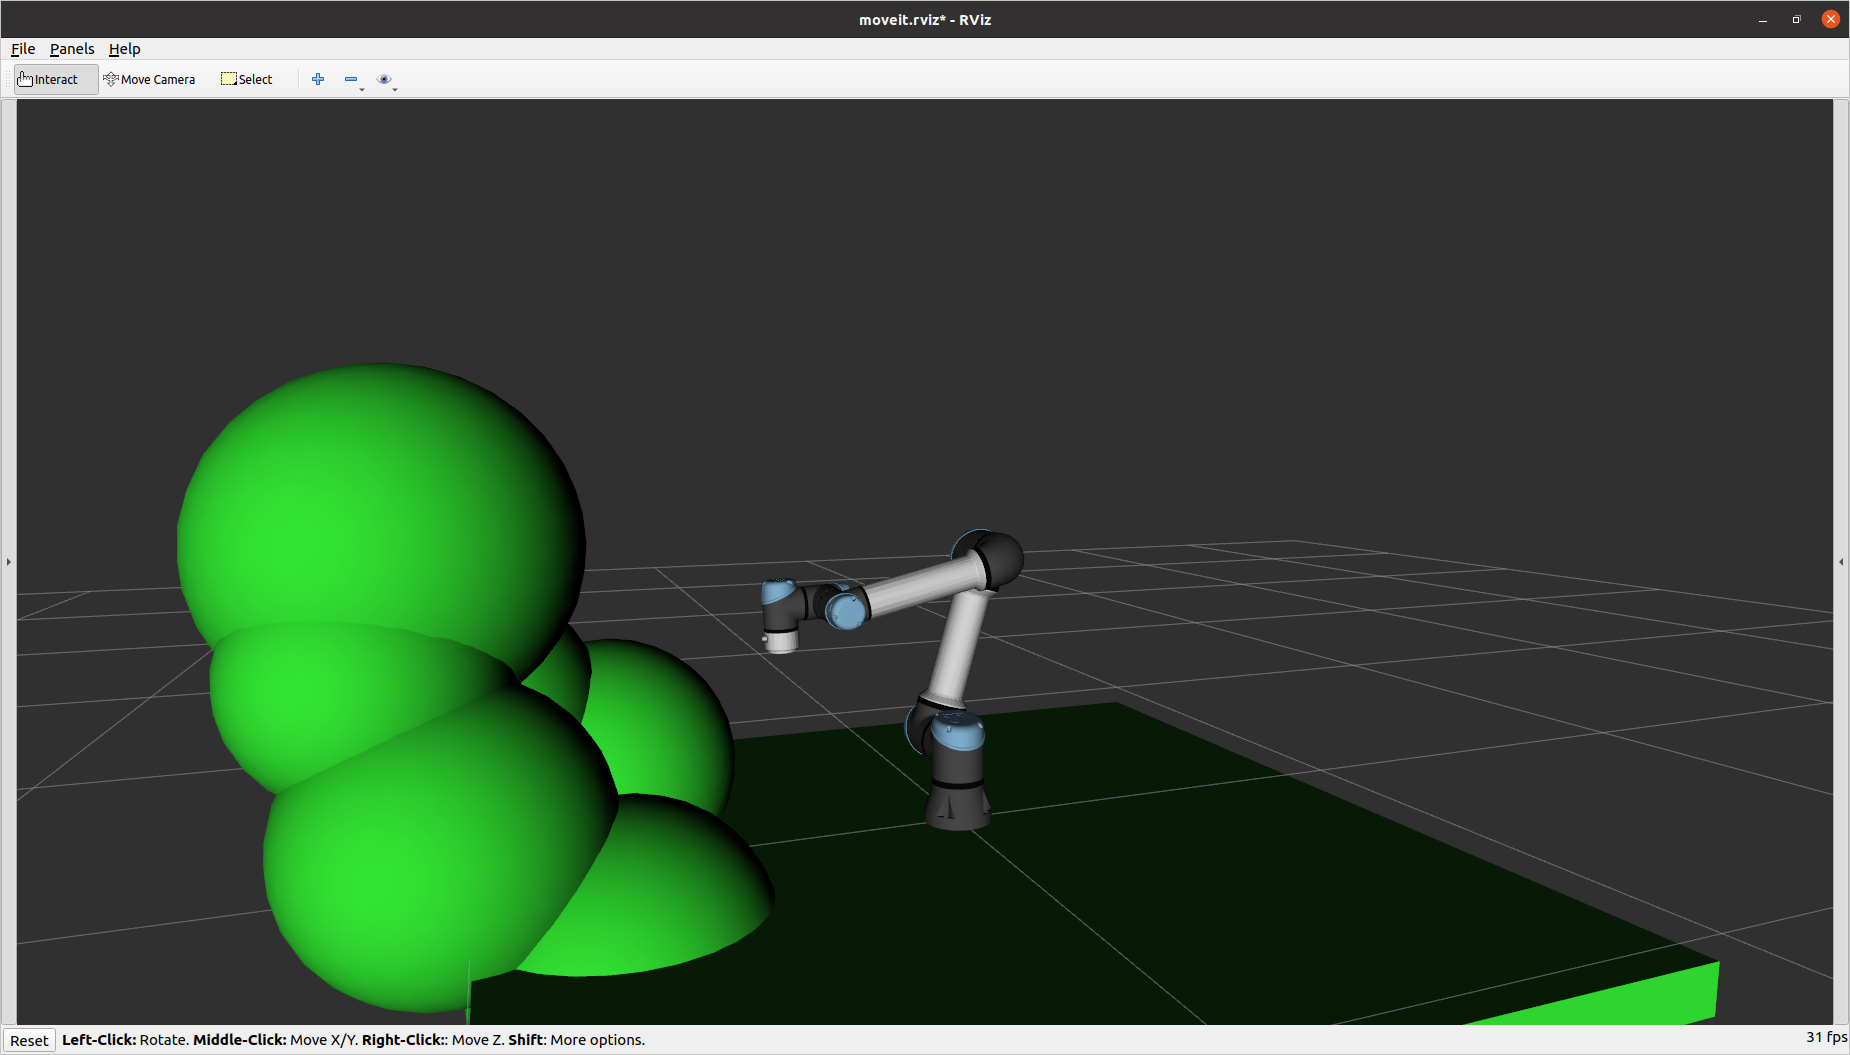 moveit.rviz* - RViz
File Panels Help
Interact Move Camera Select
Reset Left-Click: Rotate. Middle-Click: Move X/Y. Right-Click:: Move Z. Shift: More options. 31 fps